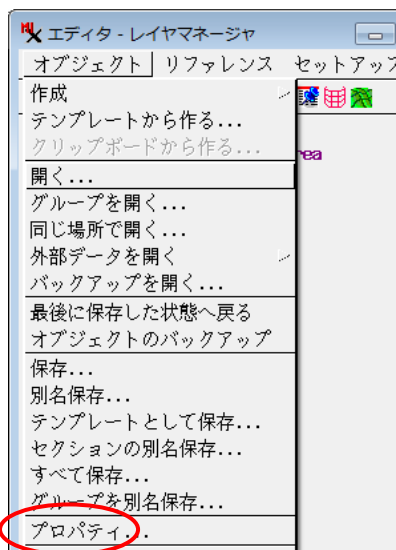 エディタ - レイヤマネージャ
オブジェクト リファレンス セットアップ
作成
テンプレートから作る...
クリップボードから作る...
rea
開く...
グループを開く...
同じ場所で開く...
外部データを開く
バックアップを開く...
最後に保存した状態へ戻る
オブジェクトのバックアップ
保存...
別名保存...
テンプレートとして保存...
セクションの別名保存...
すべて保存...
グループを別名保存...
プロパティ...